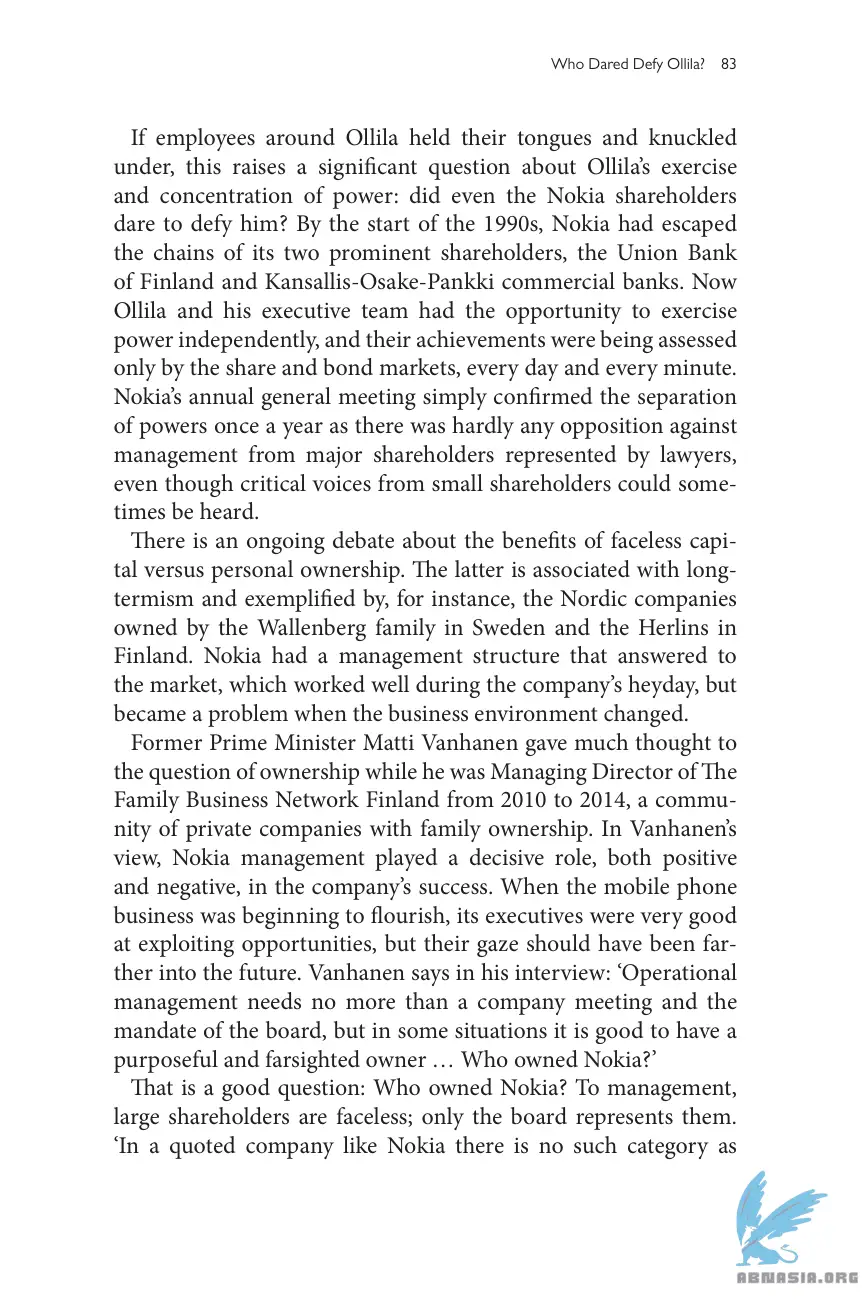 Who Dared Defy Ollila? 83
If employees around Ollila held their tongues and knuckled
under, this raises a significant question about Ollila’s exercise
and concentration of power: did even the Nokia shareholders
dare to defy him? By the start of the 1990s, Nokia had escaped
the chains of its two prominent shareholders, the Union Bank
of Finland and Kansallis-Osake-Pankki commercial banks. Now
Ollila and his executive team had the opportunity to exercise
power independently, and their achievements were being assessed
only by the share and bond markets, every day and every minute.
Nokia’s annual general meeting simply confirmed the separation
of powers once a year as there was hardly any opposition against
management from major shareholders represented by lawyers,
even though critical voices from small shareholders could some-
times be heard.
There is an ongoing debate about the benefits of faceless capi-
tal versus personal ownership. The latter is associated with long-
termism and exemplified by, for instance, the Nordic companies
owned by the Wallenberg family in Sweden and the Herlins in
Finland. Nokia had a management structure that answered to
the market, which worked well during the company’s heyday, but
became a problem when the business environment changed.
Former Prime Minister Matti Vanhanen gave much thought to
the question of ownership while he was Managing Director of The
Family Business Network Finland from 2010 to 2014, a commu-
nity of private companies with family ownership. In Vanhanen’s
view, Nokia management played a decisive role, both positive
and negative, in the company’s success. When the mobile phone
business was beginning to flourish, its executives were very good
at exploiting opportunities, but their gaze should have been far-
ther into the future. Vanhanen says in his interview: ‘Operational
management needs no more than a company meeting and the
mandate of the board, but in some situations it is good to have a
purposeful and farsighted owner … Who owned Nokia?’
That is a good question: Who owned Nokia? To management,
large shareholders are faceless; only the board represents them.
‘In a quoted company like Nokia there is no such category as
ABNASIA.ORG